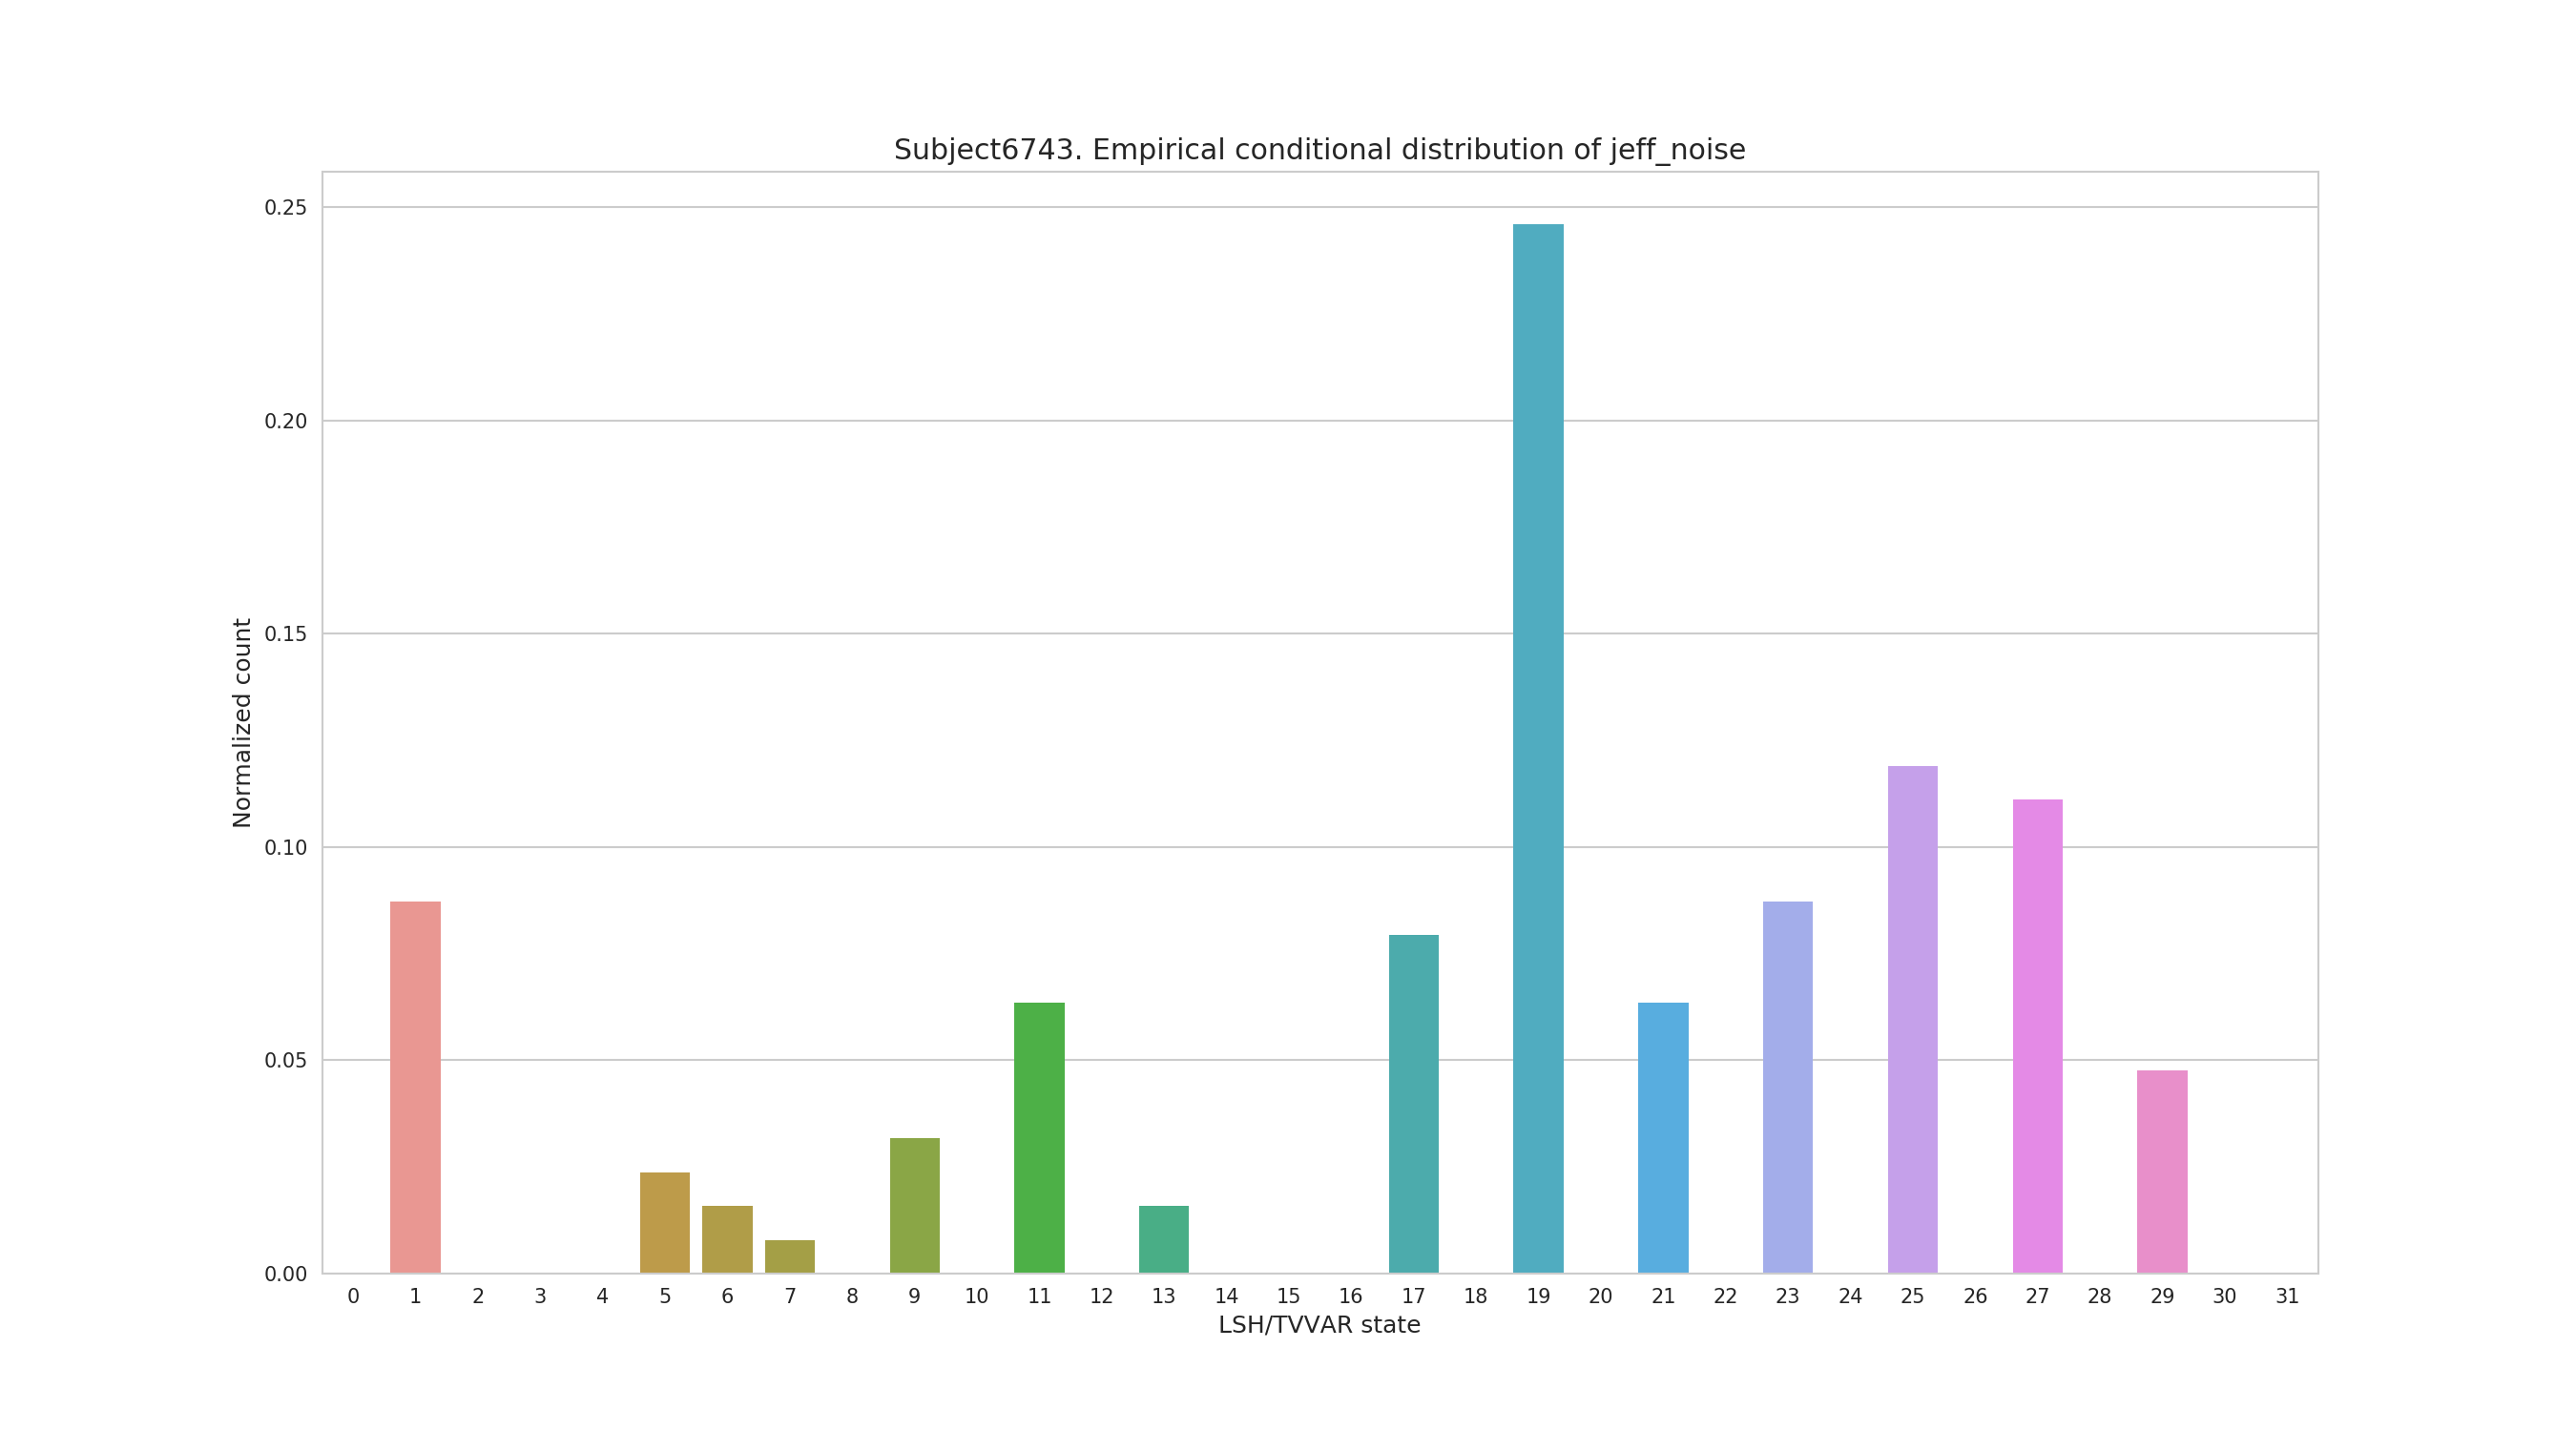 Subject6743. Empirical conditional distribution of jeff_noise
0.25
0.20
0.15
0.10
0.05
0.00
Normalized count
0 1 2 3 4 5 6 7 8 9 10 11 12 13 14 15 16 17 18 19 20 21 22 23 24 25 26 27 28 29 30 31
LSH/TVVAR state